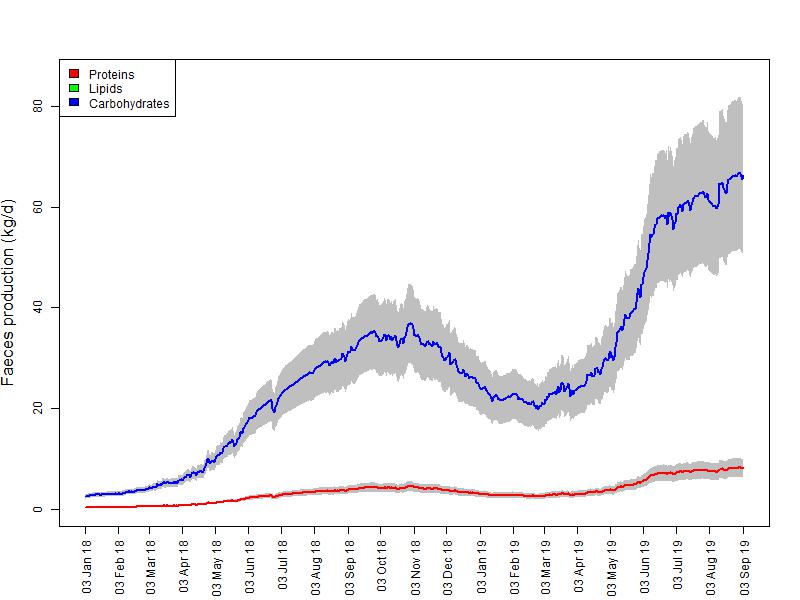 Proteins
Lipids
Carbohydrates
Faeces production (kg/d)
80
60
40
20
0
03 Jan 18
03 Feb 18
03 Mar 18
03 Apr 18
03 May 18
03 Jun 18
03 Jul 18
03 Aug 18
03 Sep 18
03 Oct 18
03 Nov 18
03 Dec 18
03 Jan 19
03 Feb 19
03 Mar 19
03 Apr 19
03 May 19
03 Jun 19
03 Jul 19
03 Aug 19
03 Sep 19